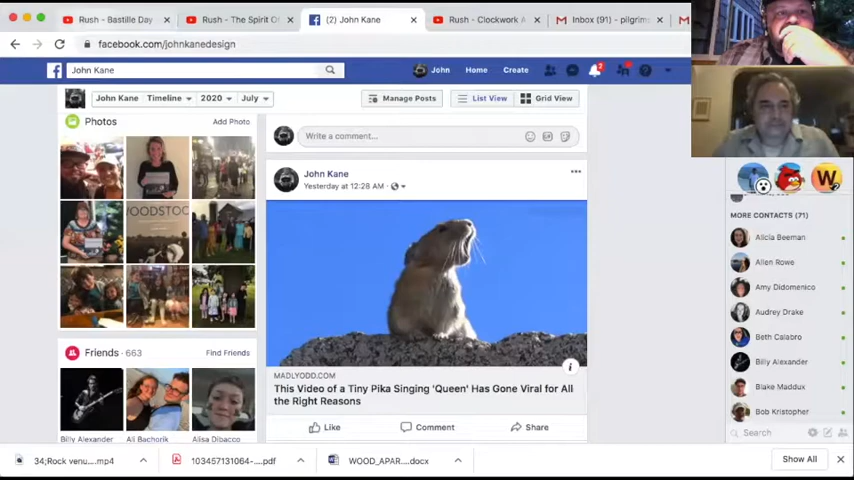 Rush - Bastille Day
Rush - The Spirit O
(2) John Kane
Rush - Clockwork A
Inbox (91) - pilgrim
facebook.com/johnkanedesign
John Kane
John
Home
Create
2
John Kane
Timeline
2020
July
Manage Posts
List View
Grid View
Photos
Add Photo
WOODSTOC
Friends · 663
Find Friends
Billy Alexander
Ali Bachorik
Alisa Dibacco
Write a comment...
John Kane
Yesterday at 12:28 AM
MADLYODD.COM
This Video of a Tiny Pika Singing 'Queen' Has Gone Viral for All
the Right Reasons
Like
Comment
Share
W
2
MORE CONTACTS (71)
Alicia Beeman
Allen Rowe
Amy Didomenico
Audrey Drake
Beth Calabro
Billy Alexander
Blake Maddux
Bob Kristopher
Search
34;Rock venu....mp4
103457131064-....pdf
WOOD_APAR....docx
Show All